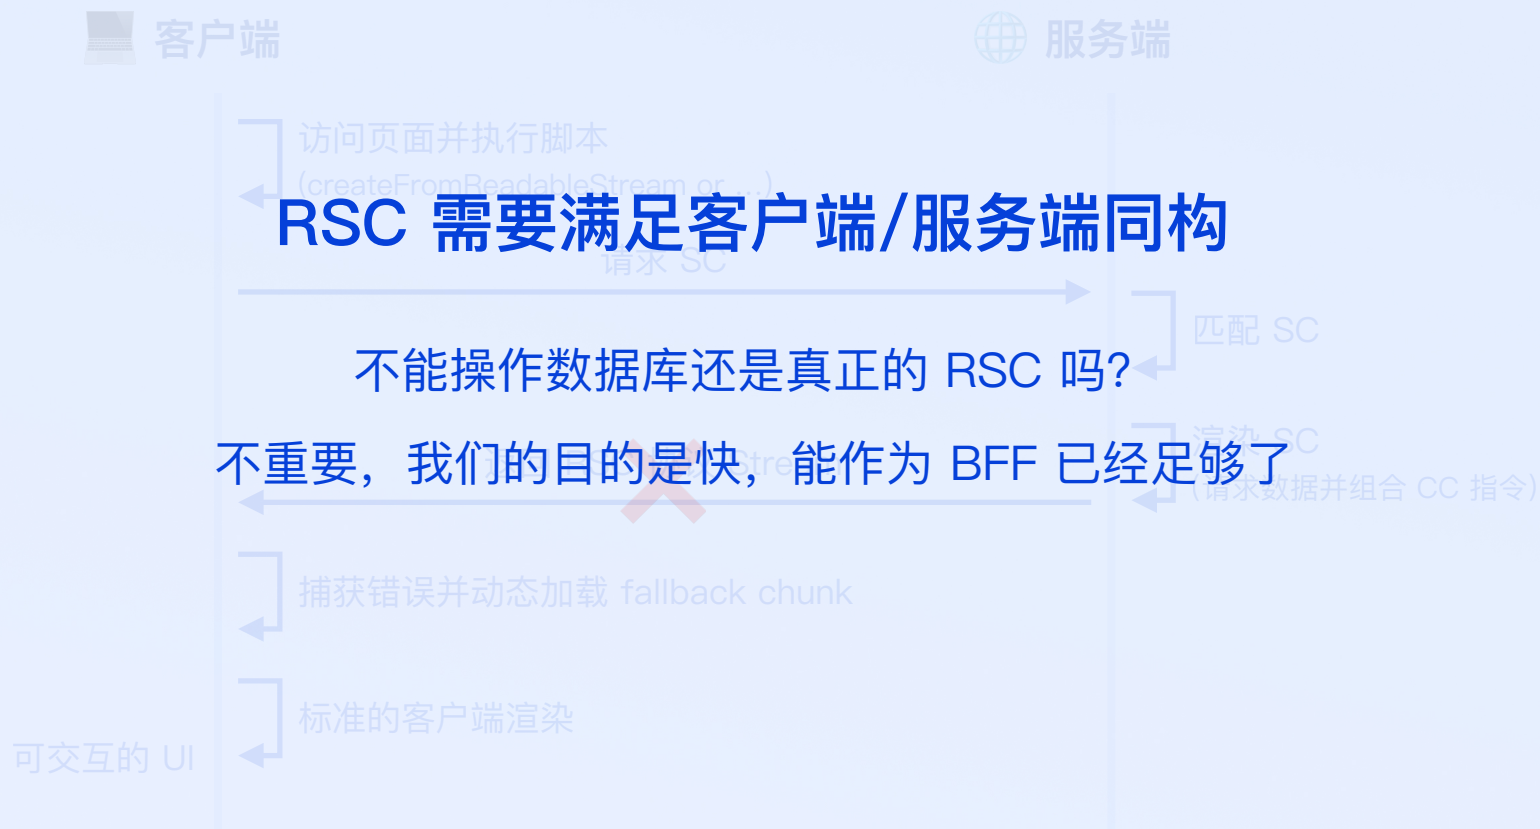 客户端
服务端
访问页面并执行脚本
(createFromReadableStream or ...)
RSC 需要满足客户端/服务端同构
请求 SC
匹配 SC
不能操作数据库还是真正的 RSC 吗？
渲染 SC
不重要，我们的目的是快，能作为 BFF 已经足够了
(请求数据并组合 CC 指令)
捕获错误并动态加载 fallback chunk
标准的客户端渲染
可交互的 UI